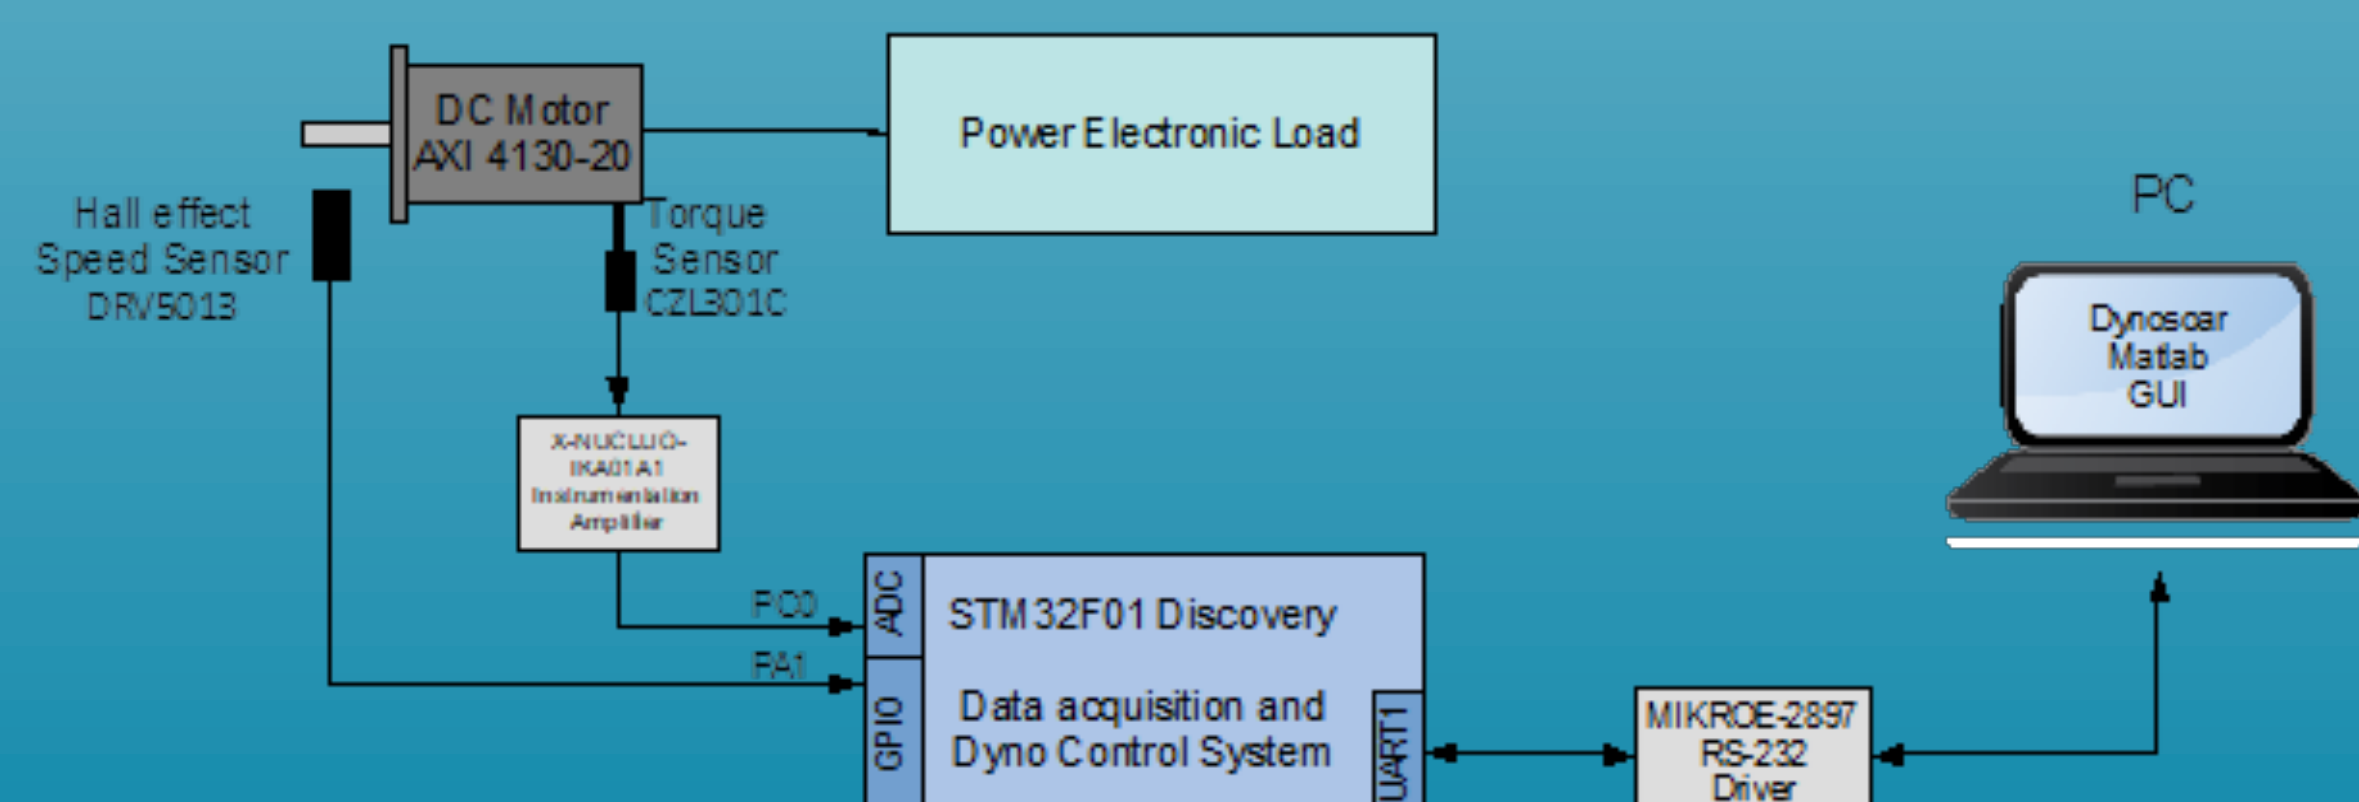 DC Motor
AXI 4130-20
Power Electronic Load
Hall effect
Speed Sensor
DRV5013
Torque
Sensor
CZL301C
PC
Dynosoar
Matlab
GUI
IKA01A1
Instrumentation
Amplifier
PC0
PA1
ADC
GPIO
STM32F01 Discovery
Data acquisition and
Dyno Control System
UART1
MIKROE-2897
RS-232
Driver